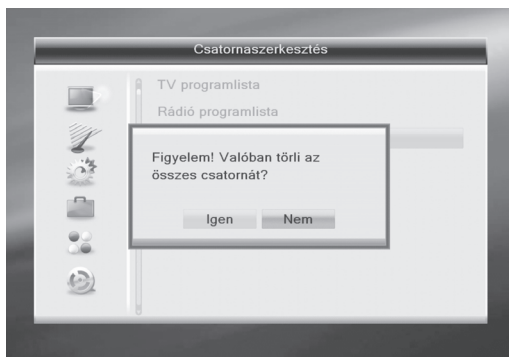 Csatornaszerkesztés
TV programlista
Rádió programlista
Figyelem! Valóban törli az
összes csatornát?
Igen
Nem